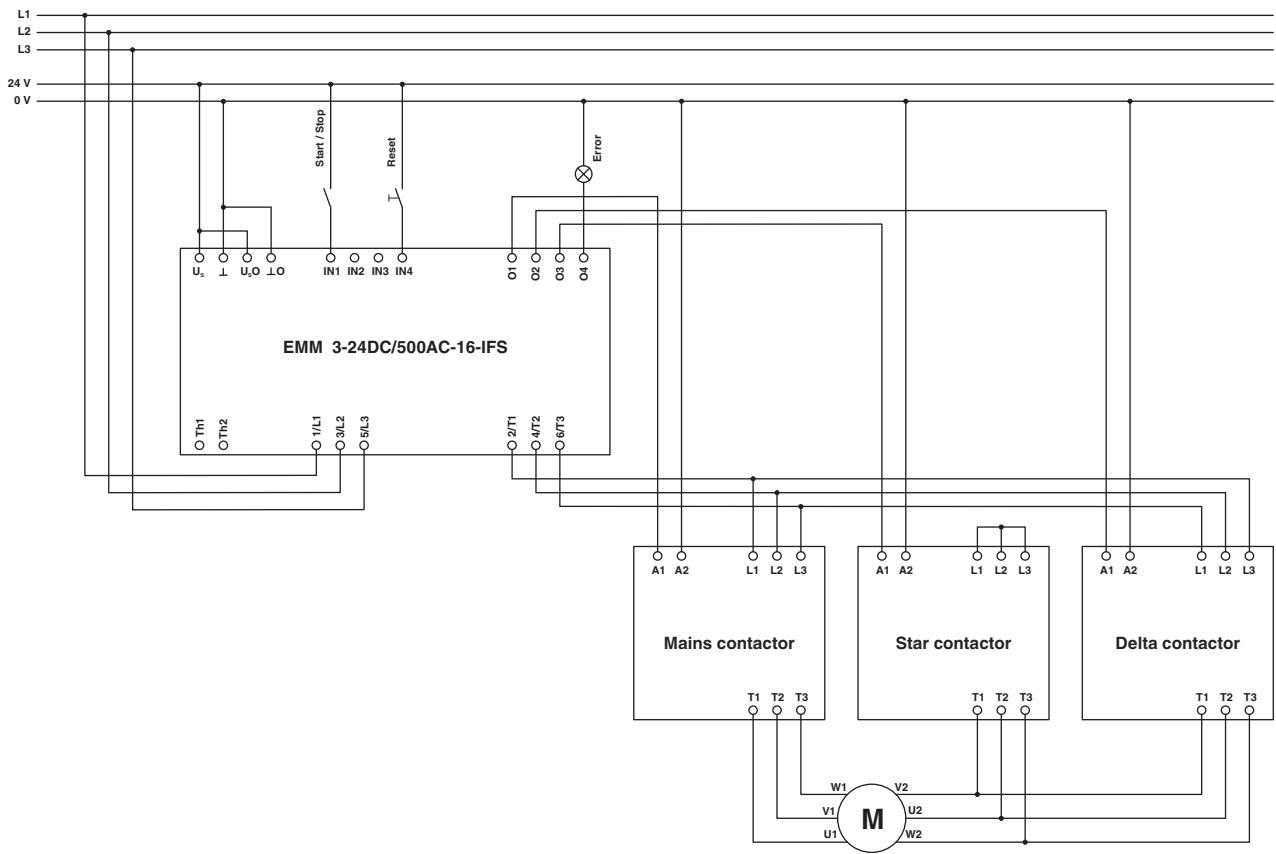 L1
L2
L3
24 V
0 V
Start / Stop
Reset
Error
Us ⊥ UsO ⊥O IN1 IN2 IN3 IN4 O1 O2 O3 O4
EMM 3-24DC/500AC-16-IFS
Th1 Th2 1/L1 3/L2 5/L3 2/T1 4/T2 6/T3
A1 A2 L1 L2 L3 A1 A2 L1 L2 L3 A1 A2 L1 L2 L3
Mains contactor Star contactor Delta contactor
T1 T2 T3 T1 T2 T3 T1 T2 T3
W1 V2
V1 M U2
U1 W2